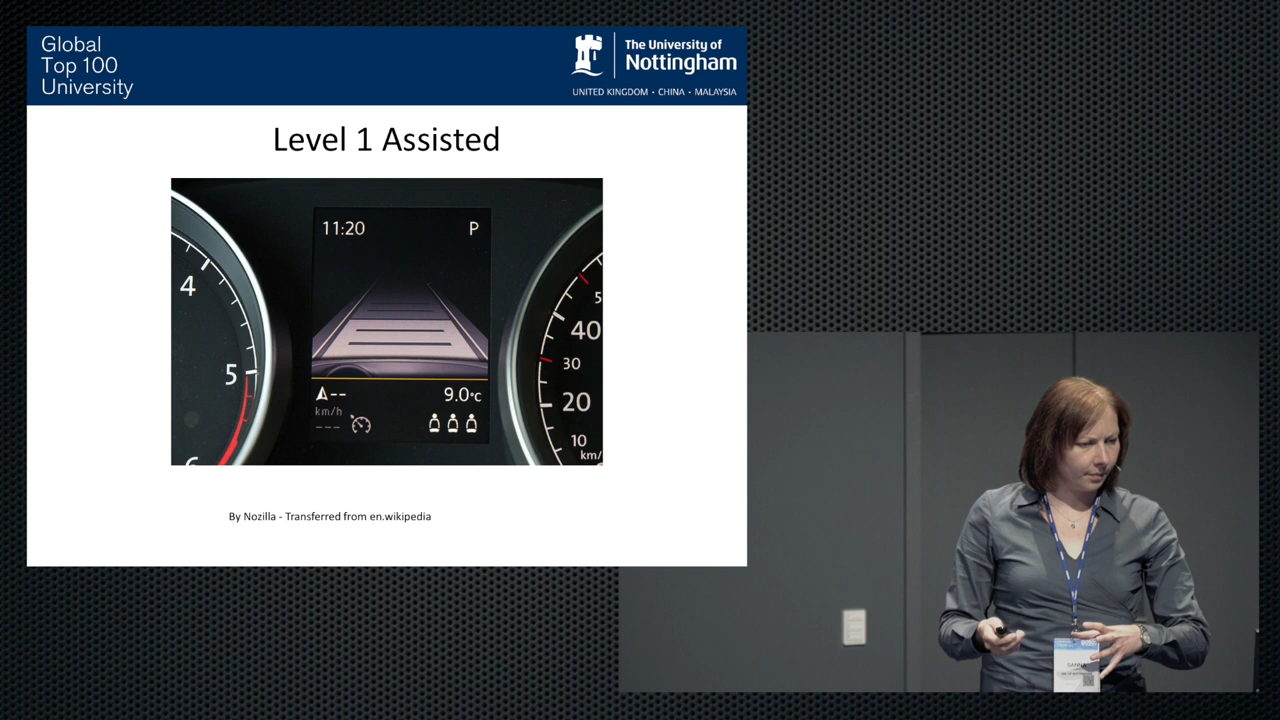 Global
Top 100
University
The University of
Nottingham
UNITED KINGDOM • CHINA • MALAYSIA
Level 1 Assisted
11:20 P
4
5
6
5
40
30
20
10
km/
--
9.0°C
km/h
---
By Nozilla - Transferred from en.wikipedia